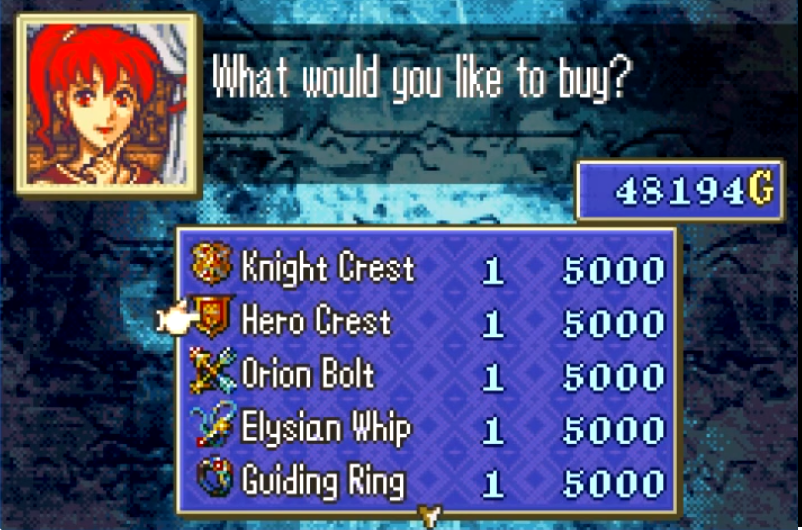 What would you like to buy?
48194G
Knight Crest 1 5000
Hero Crest 1 5000
Orion Bolt 1 5000
Elysian Whip 1 5000
Guiding Ring 1 5000